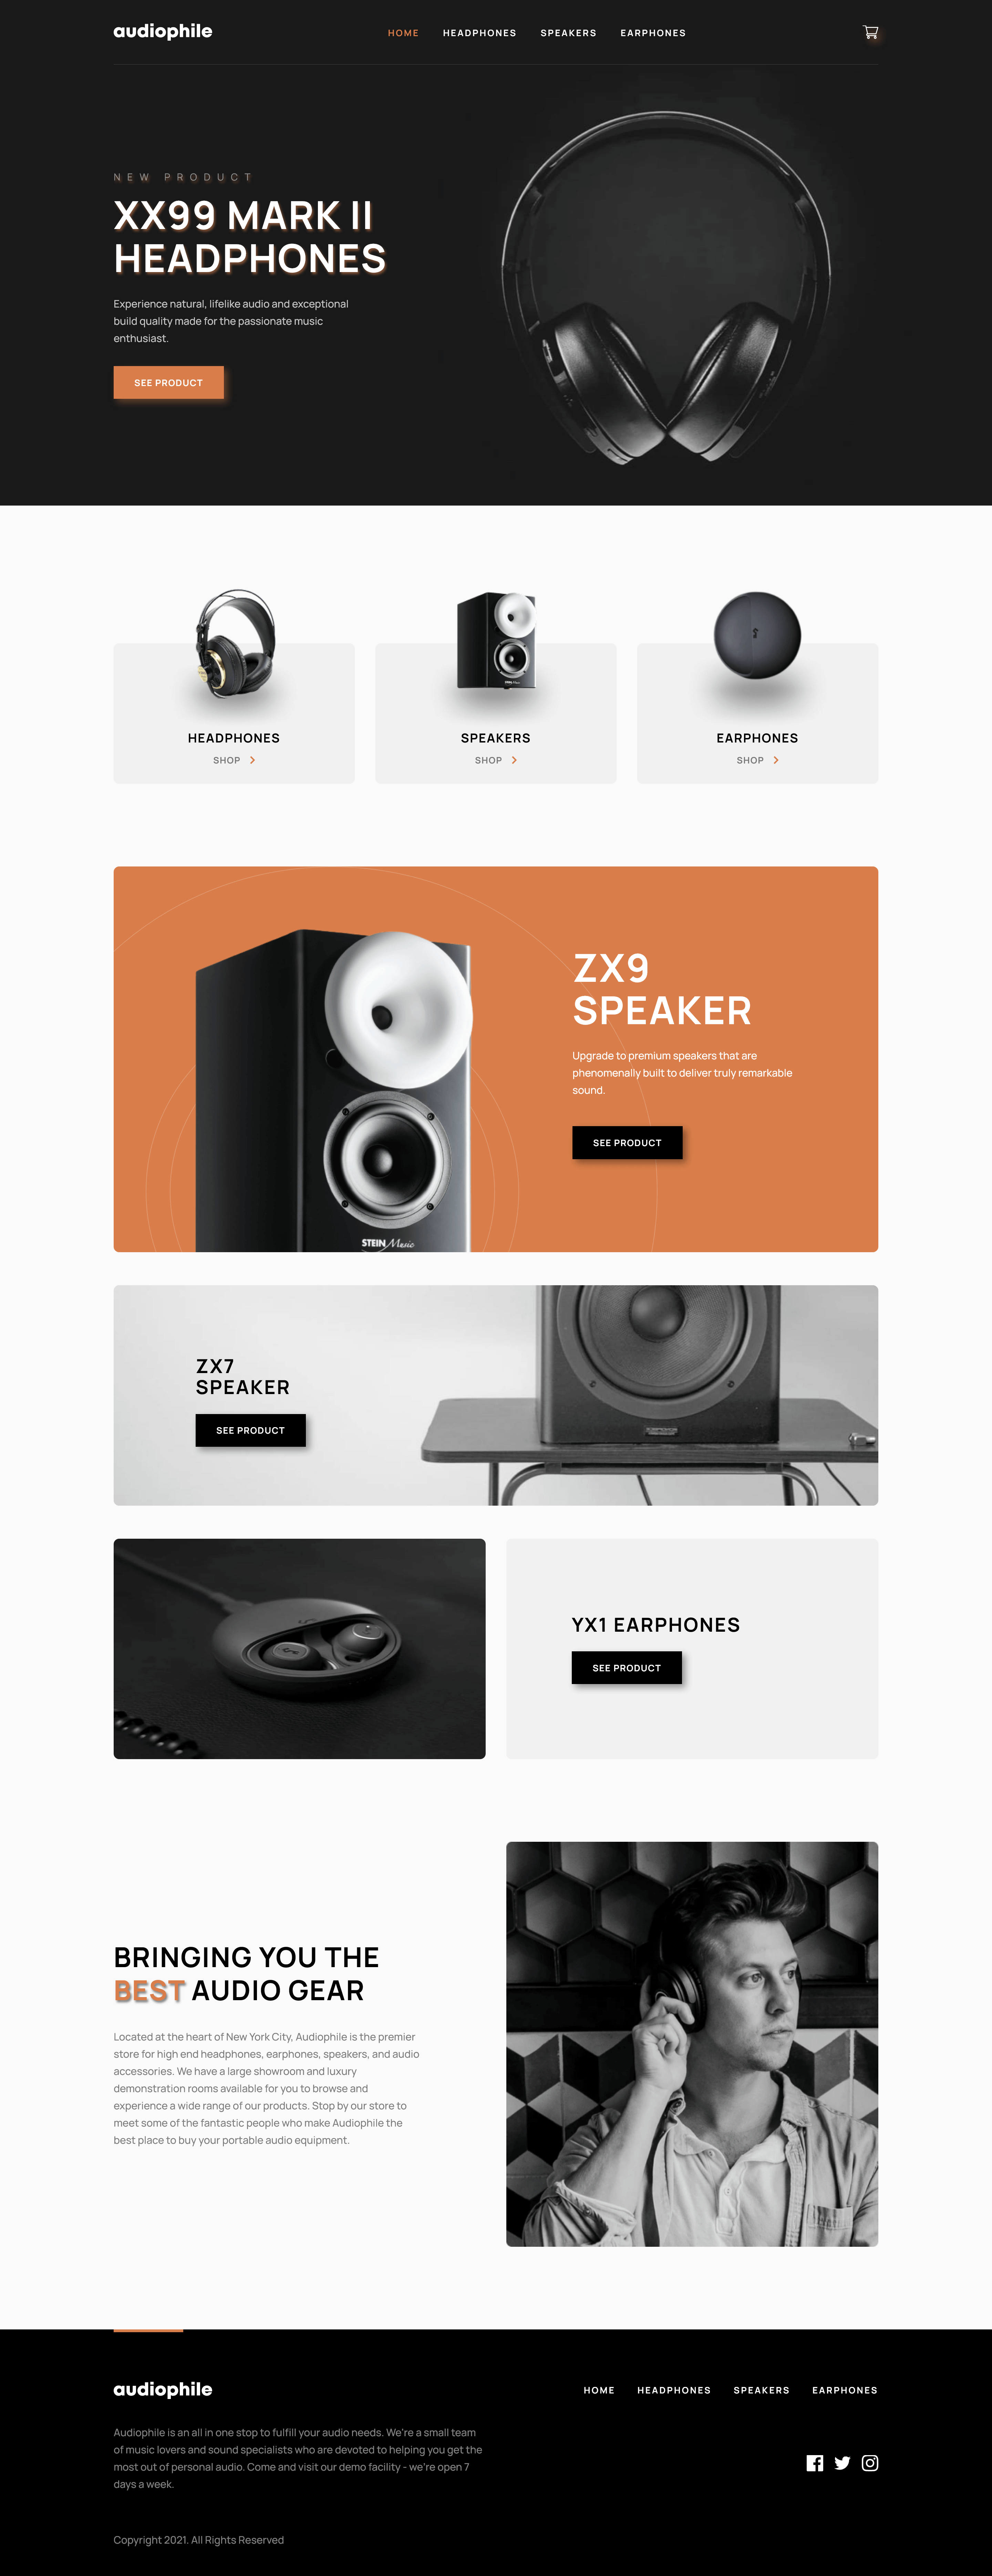 audiophile
HOME HEADPHONES SPEAKERS EARPHONES
NEW PRODUCT
XX99 MARK II
HEADPHONES
Experience natural, lifelike audio and exceptional
build quality made for the passionate music
enthusiast.
SEE PRODUCT
HEADPHONES
SHOP
SPEAKERS
SHOP
EARPHONES
SHOP
ZX9
SPEAKER
Upgrade to premium speakers that are
phenomenally built to deliver truly remarkable
sound.
SEE PRODUCT
STEIN Music
ZX7
SPEAKER
SEE PRODUCT
YX1 EARPHONES
SEE PRODUCT
BRINGING YOU THE
BEST AUDIO GEAR
Located at the heart of New York City, Audiophile is the premier
store for high end headphones, earphones, speakers, and audio
accessories. We have a large showroom and luxury
demonstration rooms available for you to browse and
experience a wide range of our products. Stop by our store to
meet some of the fantastic people who make Audiophile the
best place to buy your portable audio equipment.
audiophile
HOME HEADPHONES SPEAKERS EARPHONES
Audiophile is an all in one stop to fulfill your audio needs. We're a small team
of music lovers and sound specialists who are devoted to helping you get the
most out of personal audio. Come and visit our demo facility - we're open 7
days a week.
Copyright 2021. All Rights Reserved